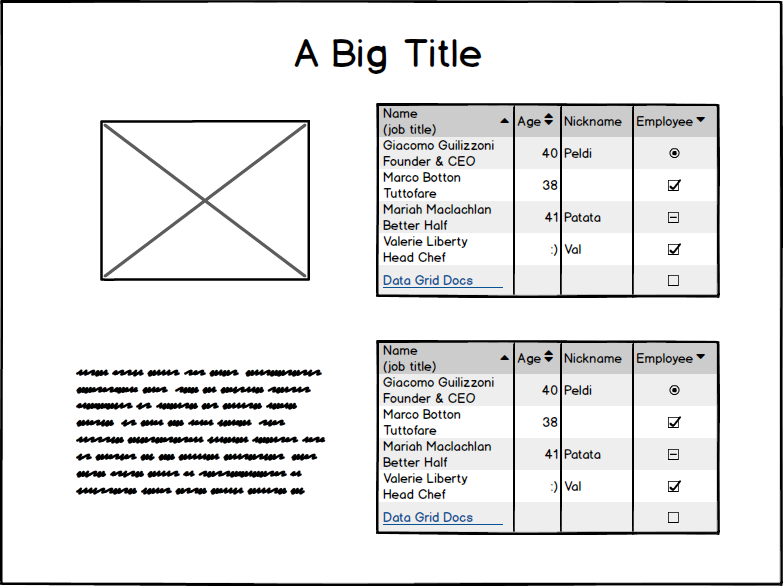 A Big Title
Name
(job title)
Age
Nickname
Employee
Giacomo Guilizzoni
Founder & CEO
40
Peldi
Marco Botton
Tuttofare
38
Mariah Maclachlan
Better Half
41
Patata
Valerie Liberty
Head Chef
:)
Val
Data Grid Docs
Name
(job title)
Age
Nickname
Employee
Giacomo Guilizzoni
Founder & CEO
40
Peldi
Marco Botton
Tuttofare
38
Mariah Maclachlan
Better Half
41
Patata
Valerie Liberty
Head Chef
:)
Val
Data Grid Docs